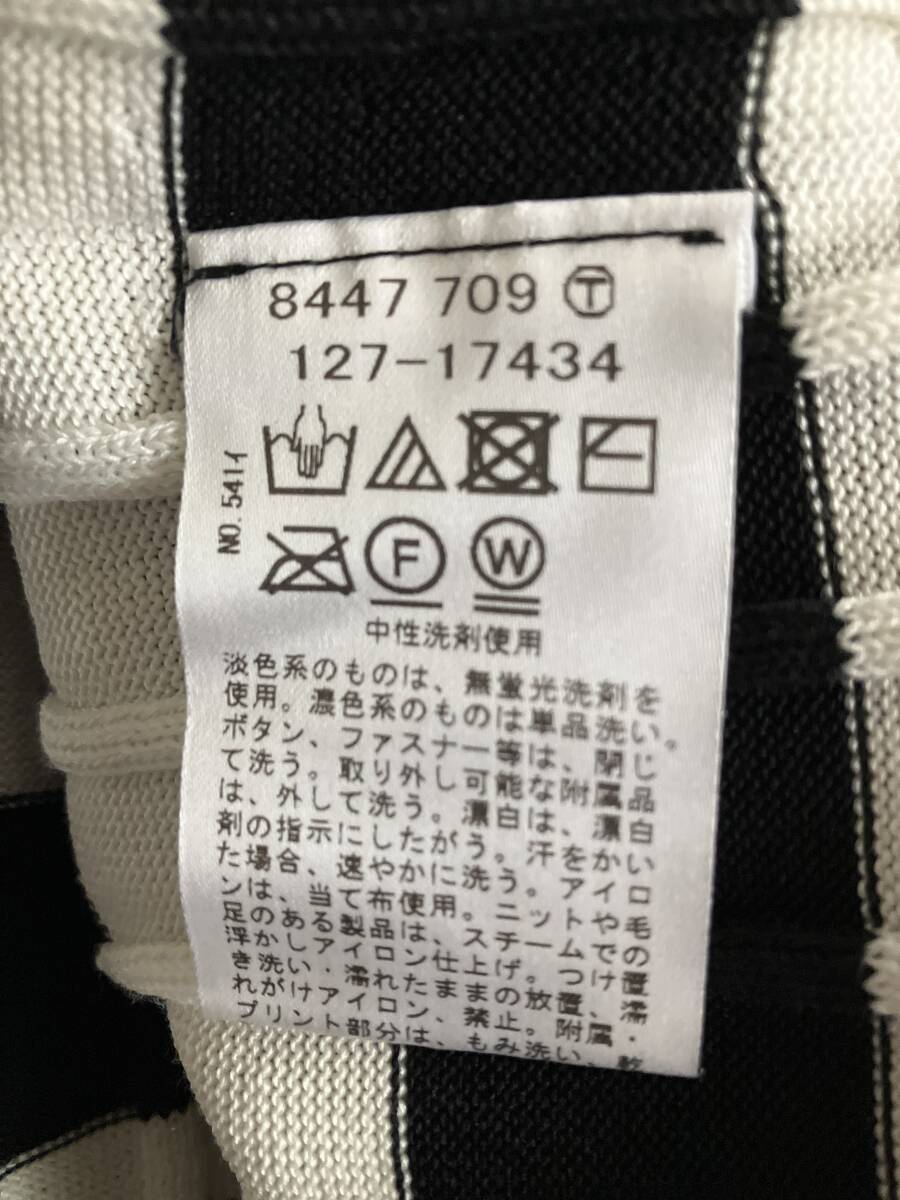 8447 709 Ⓣ
127-17434
NO. 541イ
F
W
中性洗剤使用
淡色系のものは、無蛍光洗剤を
使用。濃色系のものは単品洗い。
ボタン、ファスナー等は、閉じ
て洗う。取り外し可能な附属品
は、外して洗う。漂白は、漂白
剤の指示にしたがう。汗をかい
た場合、速やかに洗う。アイロ
ンは、当て布使用。ニットや毛
足のある製品は、スチームでの
浮かしアイロン仕上げ。つけ置
き洗い・濡れたままの放置、濡
れがけアイロン、禁止。附属・
プリント部分は、もみ洗い、乾